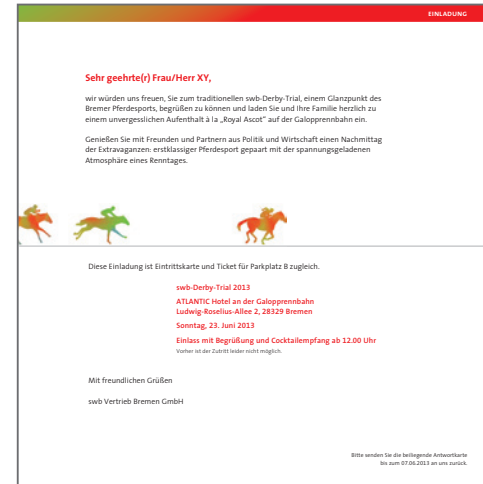 EINLADUNG
Sehr geehrte(r) Frau/Herr XY,
wir würden uns freuen, Sie zum traditionellen swb-Derby-Trial, einem Glanzpunkt des
Bremer Pferdesports, begrüßen zu können und laden Sie und Ihre Familie herzlich zu
einem unvergesslichen Aufenthalt à la „Royal Ascot“ auf der Galopprennbahn ein.
Genießen Sie mit Freunden und Partnern aus Politik und Wirtschaft einen Nachmittag
der Extravaganzen: erstklassiger Pferdesport gepaart mit der spannungsgeladenen
Atmosphäre eines Renntages.
Diese Einladung ist Eintrittskarte und Ticket für Parkplatz B zugleich.
swb-Derby-Trial 2013
ATLANTIC Hotel an der Galopprennbahn
Ludwig-Roselius-Allee 2, 28329 Bremen
Sonntag, 23. Juni 2013
Einlass mit Begrüßung und Cocktailempfang ab 12.00 Uhr
Vorher ist der Zutritt leider nicht möglich.
Mit freundlichen Grüßen
swb Vertrieb Bremen GmbH
Bitte senden Sie die beiliegende Antwortkarte
bis zum 07.06.2013 an uns zurück.